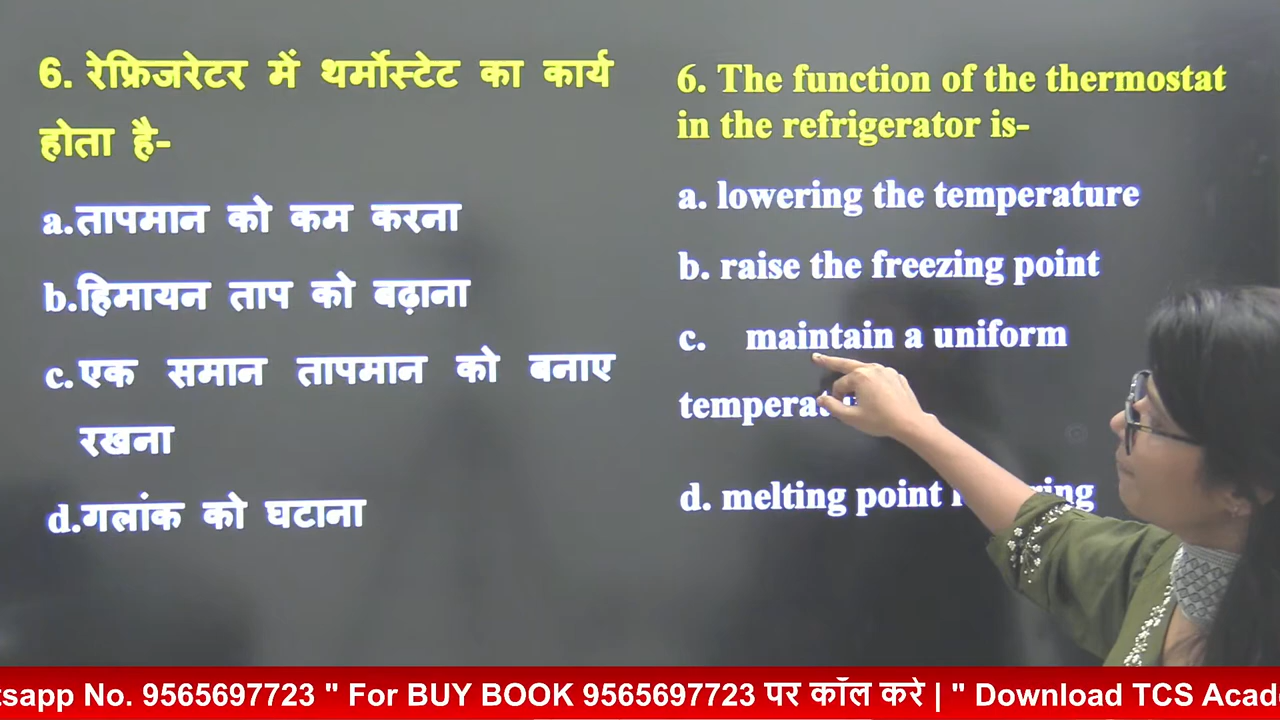 6. रेफ्रिजरेटर में थर्मोस्टेट का कार्य
होता है-
a.तापमान को कम करना
b.हिमायन ताप को बढ़ाना
c.एक समान तापमान को बनाए
रखना
d.गलांक को घटाना
6. The function of the thermostat
in the refrigerator is-
a. lowering the temperature
b. raise the freezing point
c. maintain a uniform
d. melting point
tsapp No. 9565697723 " For BUY BOOK 9565697723 पर कॉल करे | " Download TCS Acad